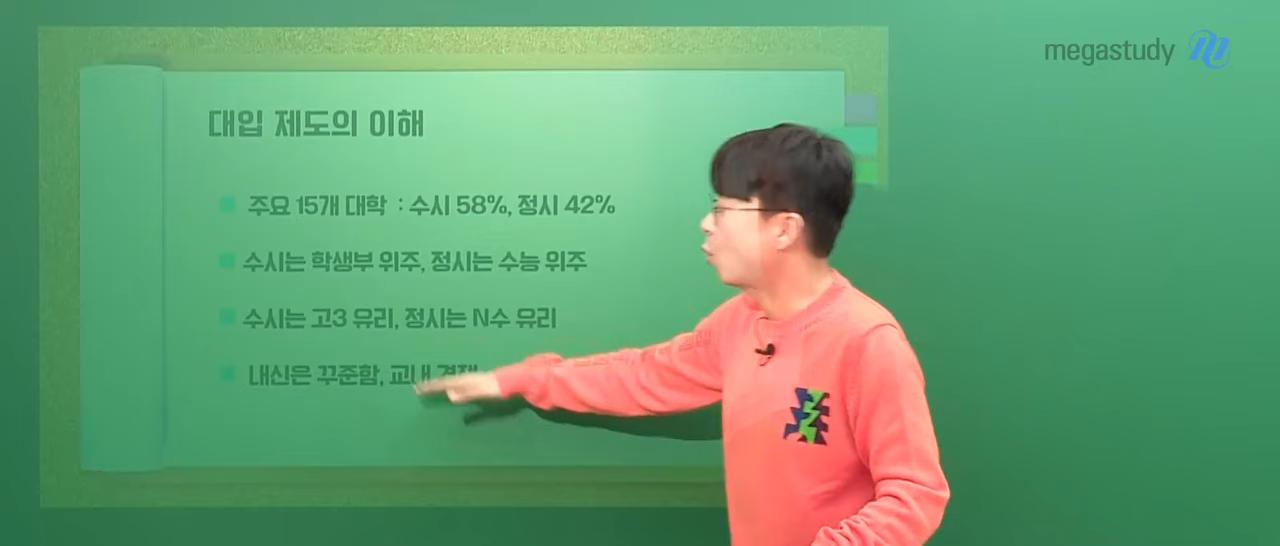 megastudy
대입 제도의 이해
주요 15개 대학 : 수시 58%, 정시 42%
수시는 학생부 위주, 정시는 수능 위주
수시는 고3 유리, 정시는 N수 유리
내신은 꾸준함, 교내